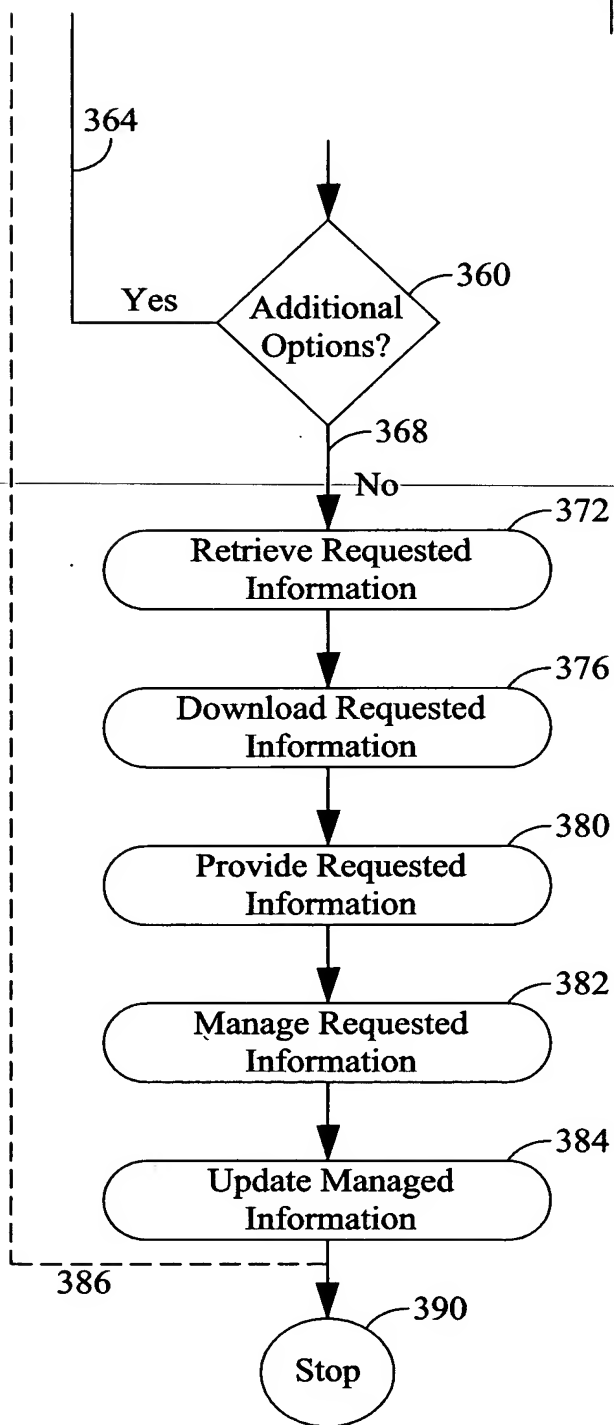 364
360
Yes
Additional
Options?
368
No
372
Retrieve Requested
Information
376
Download Requested
Information
380
Provide Requested
Information
382
Manage Requested
Information
384
Update Managed
Information
386
390
Stop